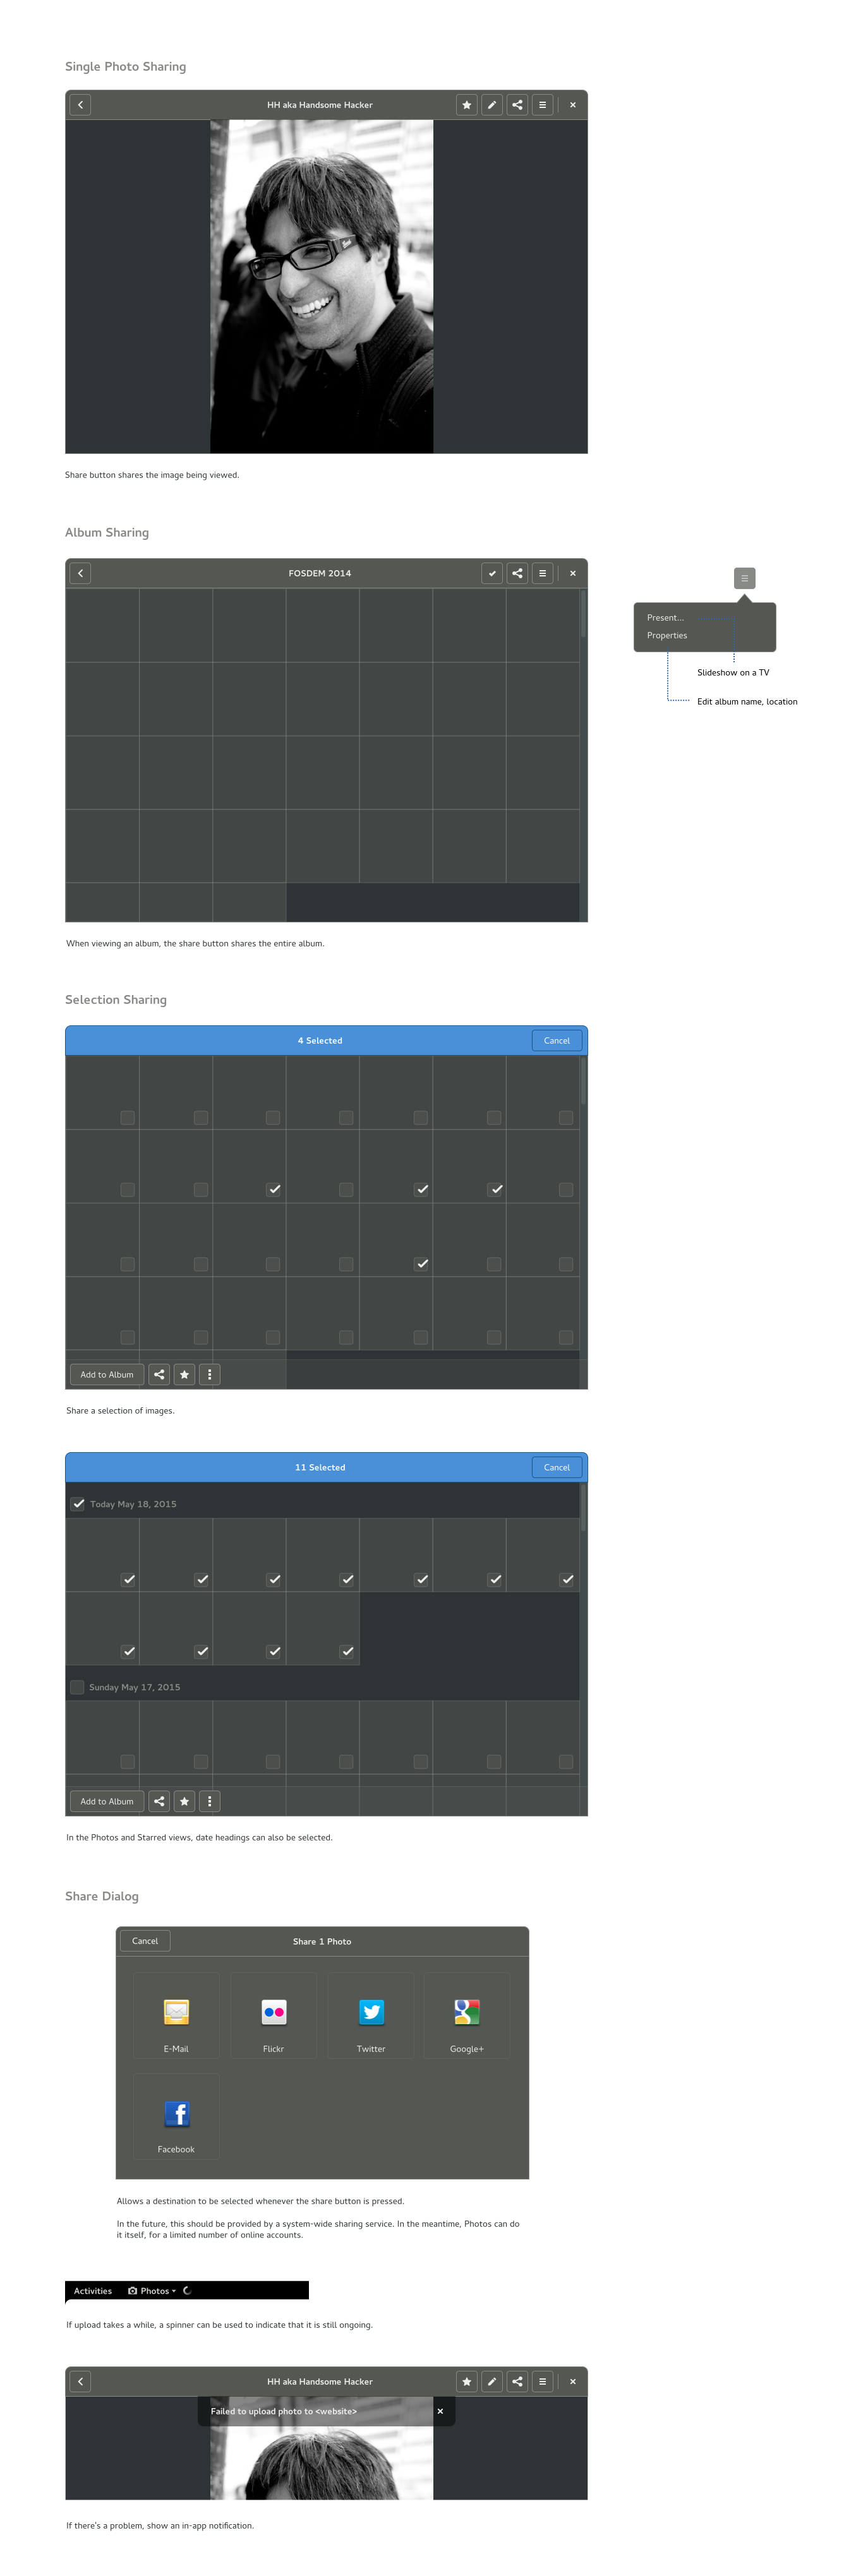 Single Photo Sharing
HH aka Handsome Hacker
Share button shares the image being viewed.
Album Sharing
FOSDEM 2014
Present...
Properties
Slideshow on a TV
Edit album name, location
When viewing an album, the share button shares the entire album.
Selection Sharing
4 Selected
Cancel
Add to Album
Share a selection of images.
11 Selected
Cancel
Today May 18, 2015
Sunday May 17, 2015
Add to Album
In the Photos and Starred views, date headings can also be selected.
Share Dialog
Cancel
Share 1 Photo
E-Mail
Flickr
Twitter
Google+
Facebook
Allows a destination to be selected whenever the share button is pressed.
In the future, this should be provided by a system-wide sharing service. In the meantime, Photos can do
it itself, for a limited number of online accounts.
Activities
Photos
If upload takes a while, a spinner can be used to indicate that it is still ongoing.
HH aka Handsome Hacker
Failed to upload photo to <website>
If there's a problem, show an in-app notification.